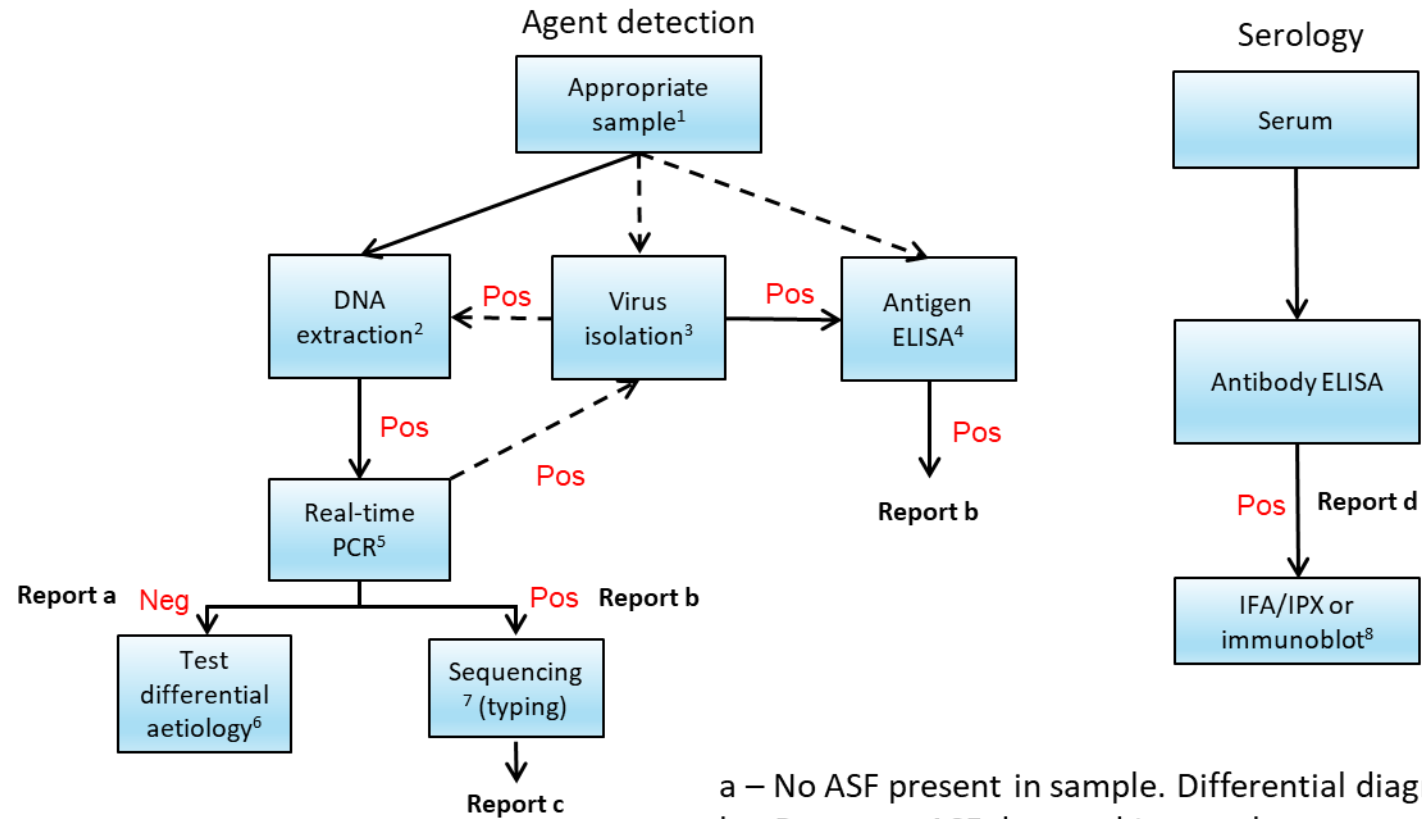 Agent detection
Serology
Appropriate
sample¹
Serum
DNA
extraction²
Pos
Virus
isolation³
Pos
Antigen
ELISA⁴
Antibody ELISA
Pos
Pos
Pos
Pos
Report d
Real-time
PCR⁵
Report b
Report a
Neg
Pos
Report b
IFA/IPX or
immunoblot⁸
Test
differential
aetiology⁶
Sequencing
⁷ (typing)
Report c
a – No ASF present in sample. Differential diag